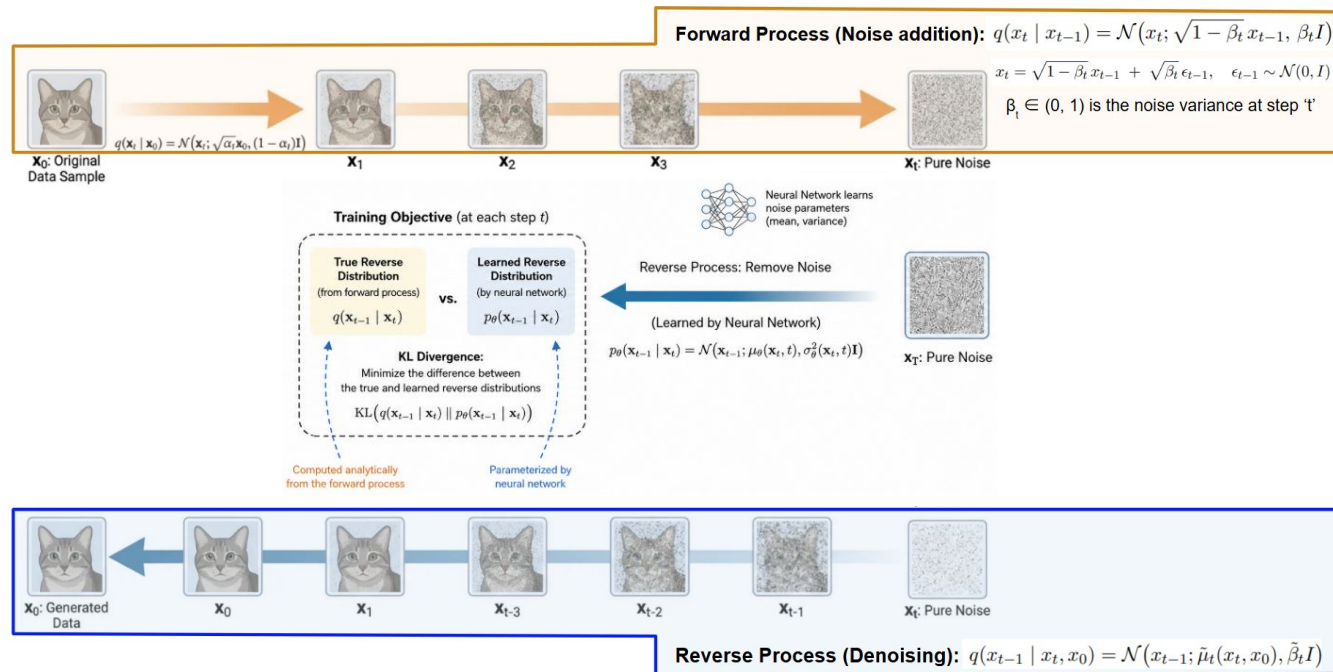 Forward Process (Noise addition): q(x_t | x_{t−1}) = 𝒩(x_t; √(1 − β_t) x_{t−1}, β_t I)
x_t = √(1 − β_t) x_{t−1} + √β_t ϵ_{t−1}, ϵ_{t−1} ∼ 𝒩(0, I)
β_t ∈ (0, 1) is the noise variance at step ‘t’
q(x_t | x_0) = 𝒩(x_t; √α_t x_0, (1 − α_t)I)
x_0: Original
Data Sample
x_1
x_2
x_3
x_t: Pure Noise
Neural Network learns
noise parameters
(mean, variance)
Training Objective (at each step t)
True Reverse
Distribution
(from forward process)
q(x_{t−1} | x_t)
vs.
Learned Reverse
Distribution
(by neural network)
p_θ(x_{t−1} | x_t)
KL Divergence:
Minimize the difference between
the true and learned reverse distributions
KL(q(x_{t−1} | x_t) || p_θ(x_{t−1} | x_t))
Computed analytically
from the forward process
Parameterized by
neural network
Reverse Process: Remove Noise
(Learned by Neural Network)
p_θ(x_{t−1} | x_t) = 𝒩(x_{t−1}; μ_θ(x_t, t), σ_θ^2(x_t, t)I)
x_T: Pure Noise
x_0: Generated
Data
x_0
x_1
x_{t-3}
x_{t-2}
x_{t-1}
x_t: Pure Noise
Reverse Process (Denoising): q(x_{t−1} | x_t, x_0) = 𝒩(x_{t−1}; μ̃_t(x_t, x_0), β̃_t I)